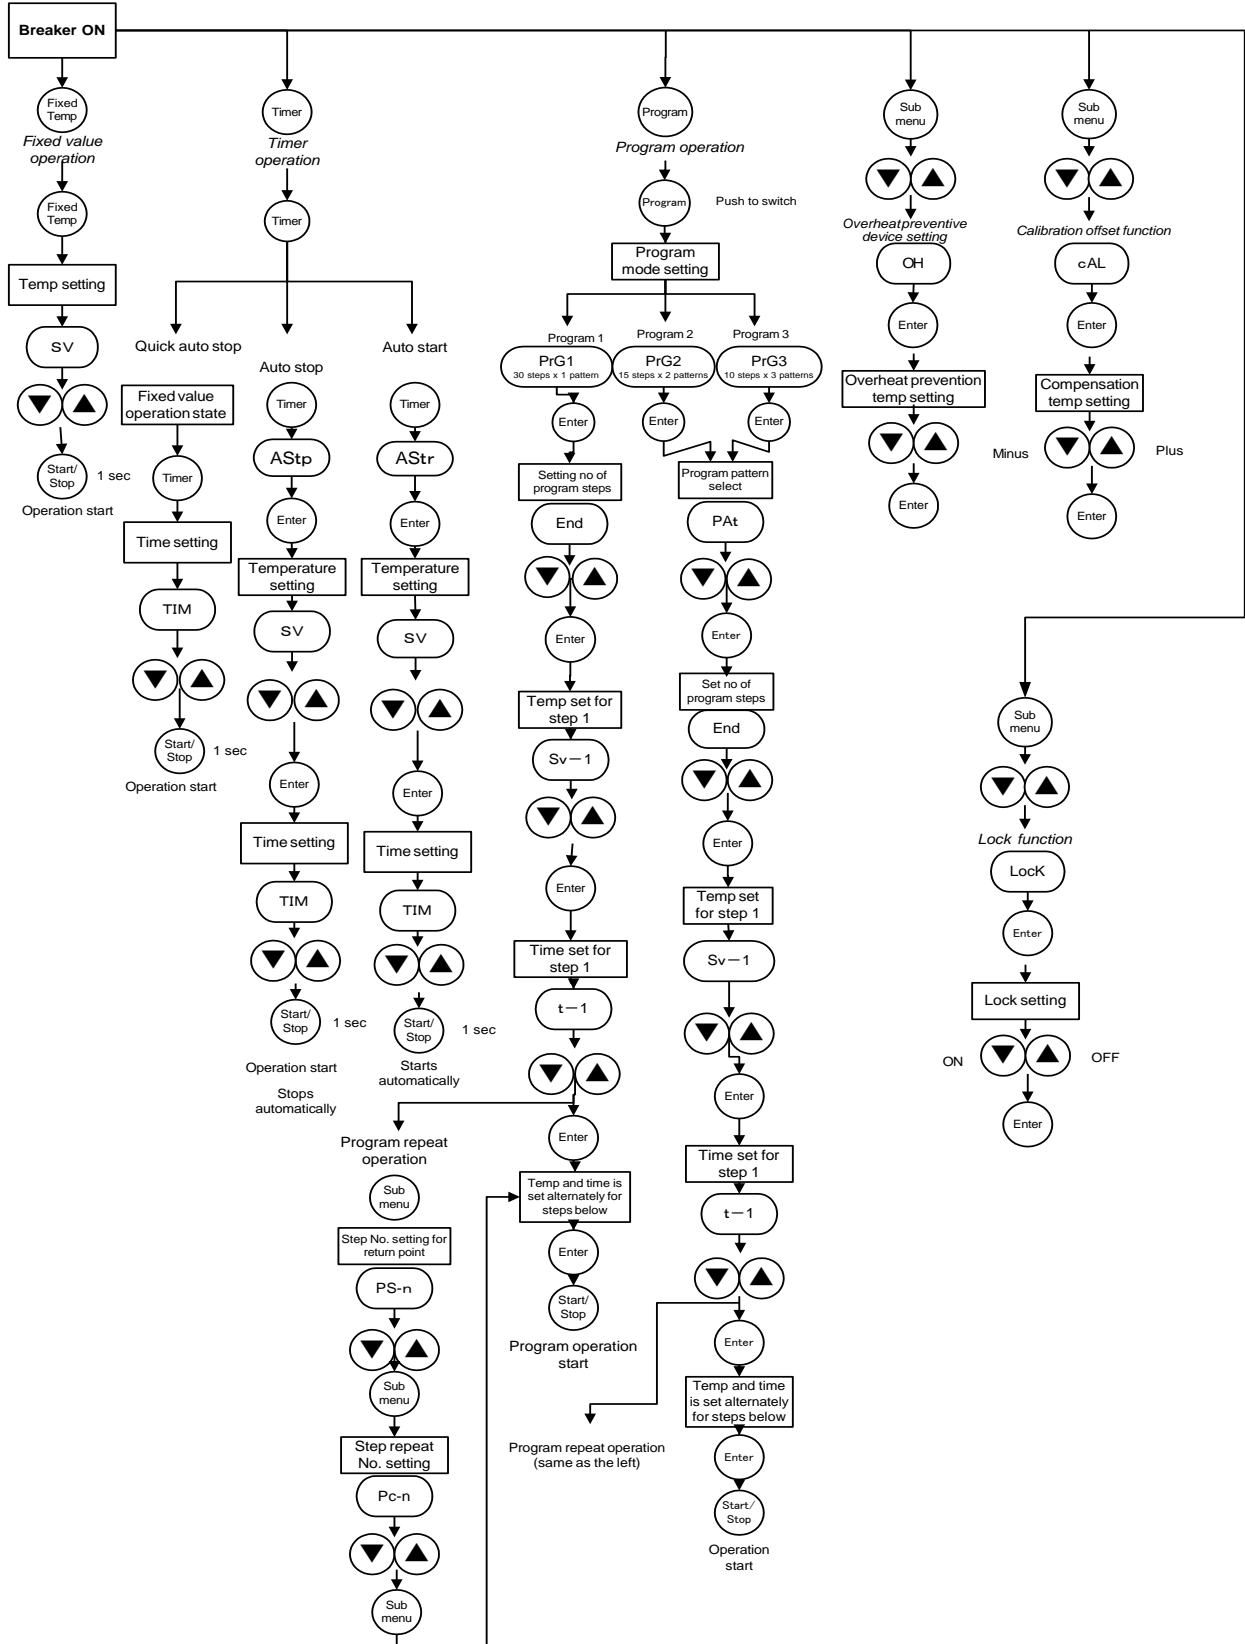 Breaker ON
Fixed
Temp
Fixed value
operation
Fixed
Temp
Temp setting
SV
Start/
Stop
1 sec
Operation start
Timer
Timer
operation
Timer
Quick auto stop
Fixed value
operation state
Timer
Time setting
TIM
Start/
Stop
1 sec
Operation start
Auto stop
Timer
AStp
Enter
Temperature
setting
SV
Enter
Time setting
TIM
Start/
Stop
1 sec
Operation start
Stops
automatically
Auto start
Timer
AStr
Enter
Temperature
setting
SV
Enter
Time setting
TIM
Start/
Stop
1 sec
Starts
automatically
Program
Program operation
Program
Push to switch
Program
mode setting
Program 1
PrG1
30 steps x 1 pattern
Enter
Setting no of
program steps
End
Enter
Temp set for
step 1
Sv－1
Enter
Time set for
step 1
t－1
Enter
Temp and time is
set alternately for
steps below
Enter
Start/
Stop
Program operation
start
Program repeat
operation
Sub
menu
Step No. setting for
return point
PS-n
Sub
menu
Step repeat
No. setting
Pc-n
Sub
menu
Program 2
PrG2
15 steps x 2 patterns
Enter
Program 3
PrG3
10 steps x 3 patterns
Enter
Program pattern
select
PAt
Enter
Set no of
program steps
End
Enter
Temp set
for step 1
Sv－1
Enter
Time set for
step 1
t－1
Enter
Temp and time
is set alternately
for steps below
Enter
Start/
Stop
Operation
start
Program repeat operation
(same as the left)
Sub
menu
Overheat preventive
device setting
OH
Enter
Overheat prevention
temp setting
Enter
Sub
menu
Calibration offset function
cAL
Enter
Compensation
temp setting
Minus
Plus
Enter
Sub
menu
Lock function
LocK
Enter
Lock setting
ON
OFF
Enter